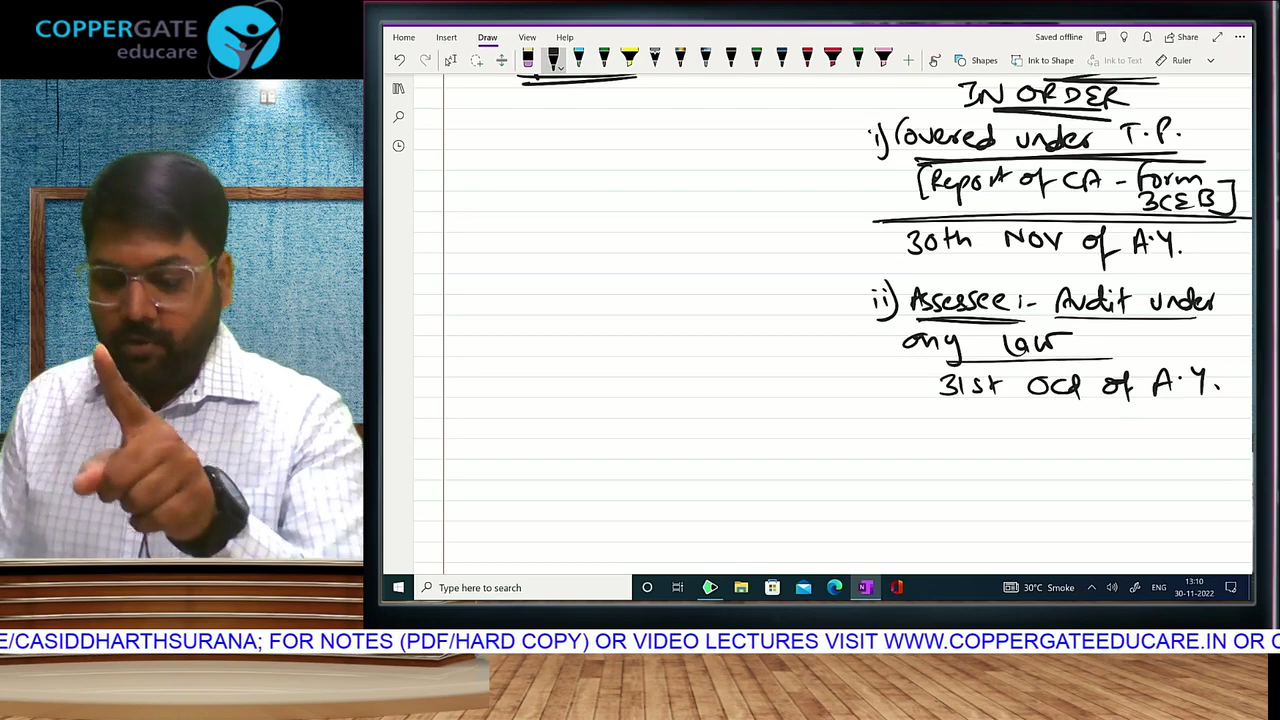 COPPERGATE
educare
Home Insert Draw View Help
Saved offline
Share
Shapes
Ink to Shape
Ink to Text
Ruler
IN ORDER
i) Covered under T.P.
[Report of CA - Form
3CEB]
30th NOV of A.Y.
ii) Assessee :- Audit under
any law
31st Oct of A.Y.
Type here to search
30°C Smoke
ENG
13:10
30-11-2022
E/CASIDDHARTHSURANA; FOR NOTES (PDF/HARD COPY) OR VIDEO LECTURES VISIT WWW.COPPERGATEEDUCARE.IN OR C